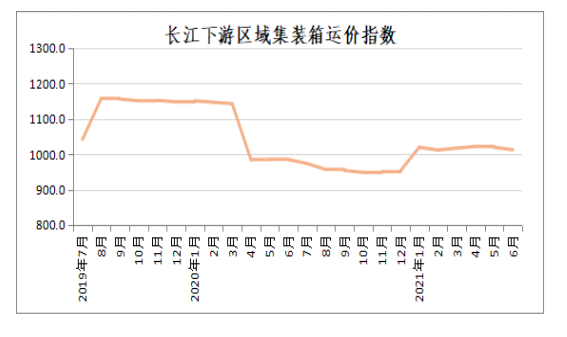 长江下游区域集装箱运价指数
1300.0
1200.0
1100.0
1000.0
900.0
800.0
2019年7月
8月
9月
10月
11月
12月
2020年1月
2月
3月
4月
5月
6月
7月
8月
9月
10月
11月
12月
2021年1月
2月
3月
4月
5月
6月